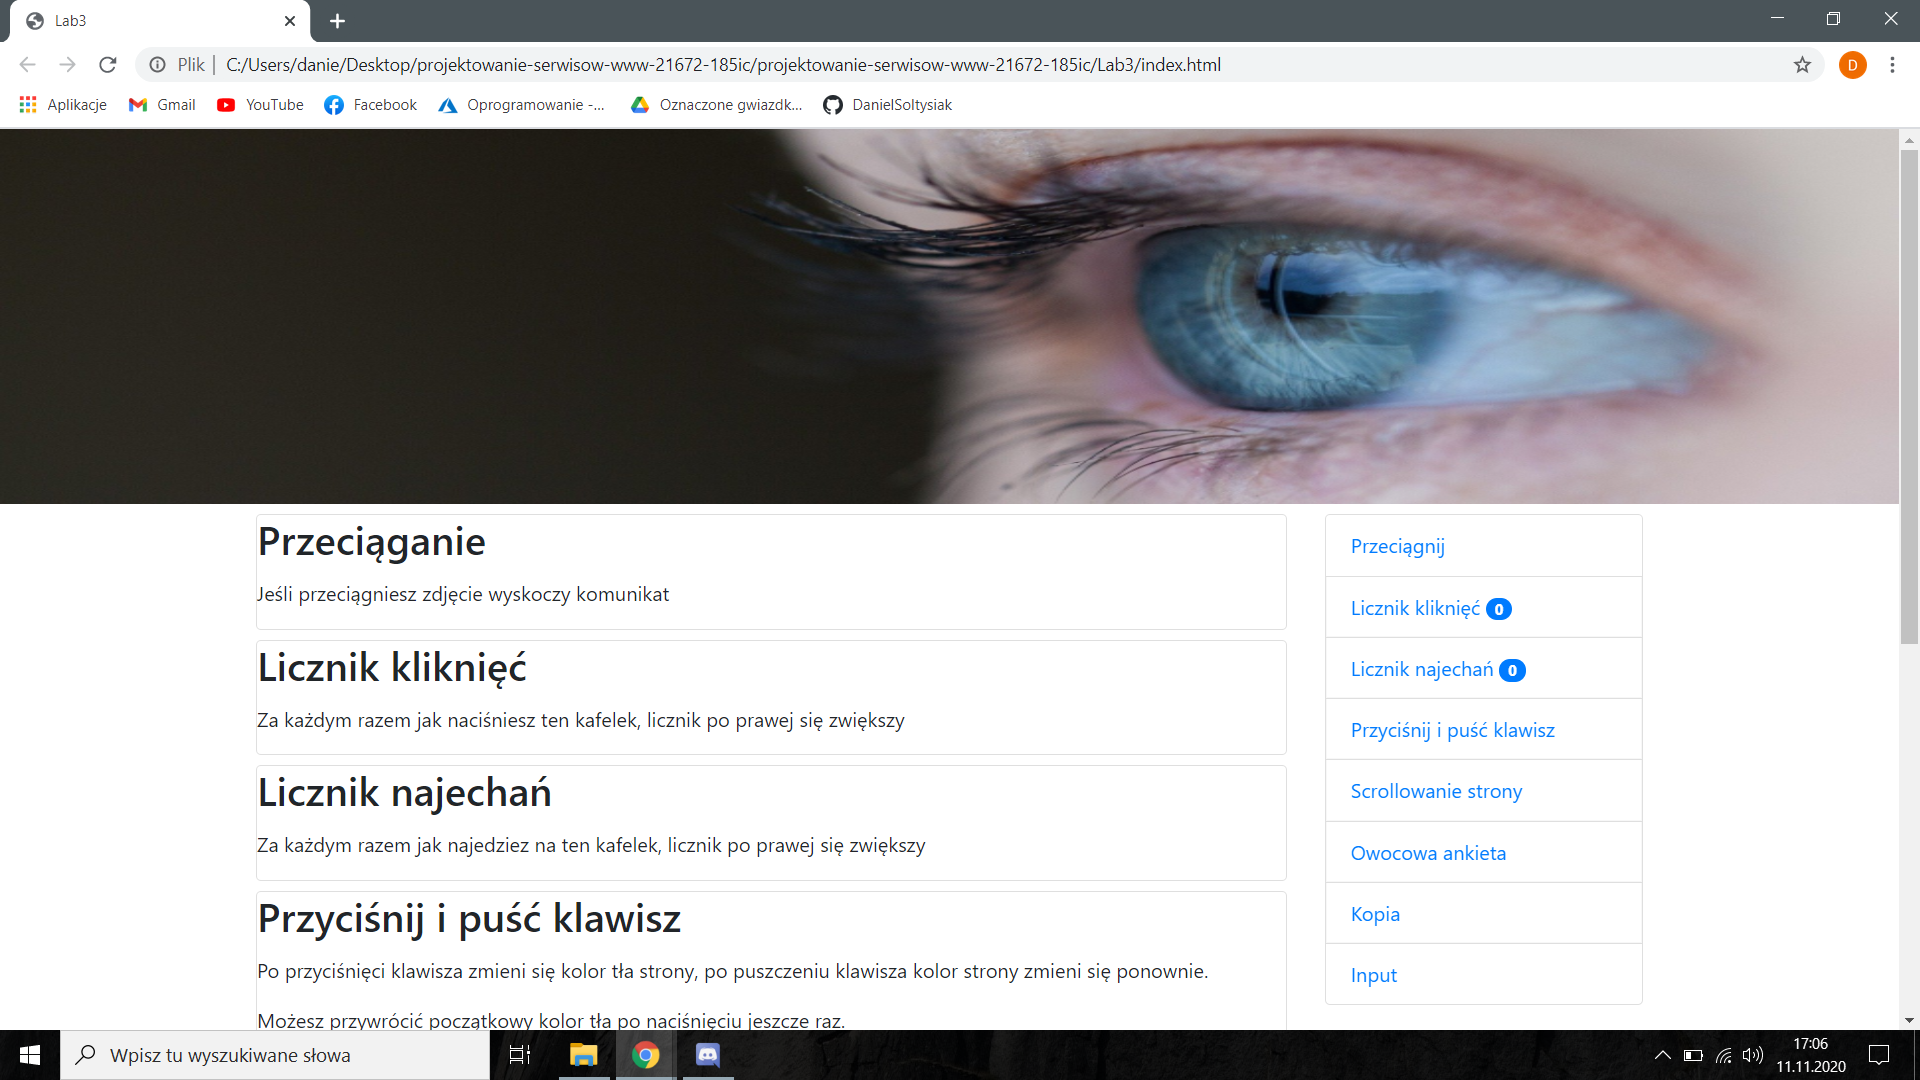 Lab3
Plik | C:/Users/danie/Desktop/projektowanie-serwisow-www-21672-185ic/projektowanie-serwisow-www-21672-185ic/Lab3/index.html
D
Aplikacje Gmail YouTube Facebook Oprogramowanie -... Oznaczone gwiazdk... DanielSoltysiak
Przeciąganie
Jeśli przeciągniesz zdjęcie wyskoczy komunikat
Licznik kliknięć
Za każdym razem jak naciśniesz ten kafelek, licznik po prawej się zwiększy
Licznik najechań
Za każdym razem jak najedziez na ten kafelek, licznik po prawej się zwiększy
Przyciśnij i puść klawisz
Po przyciśnięci klawisza zmieni się kolor tła strony, po puszczeniu klawisza kolor strony zmieni się ponownie.
Możesz przywrócić początkowy kolor tła po naciśnięciu jeszcze raz.
Przeciągnij
Licznik kliknięć 0
Licznik najechań 0
Przyciśnij i puść klawisz
Scrollowanie strony
Owocowa ankieta
Kopia
Input
Wpisz tu wyszukiwane słowa
17:06
11.11.2020